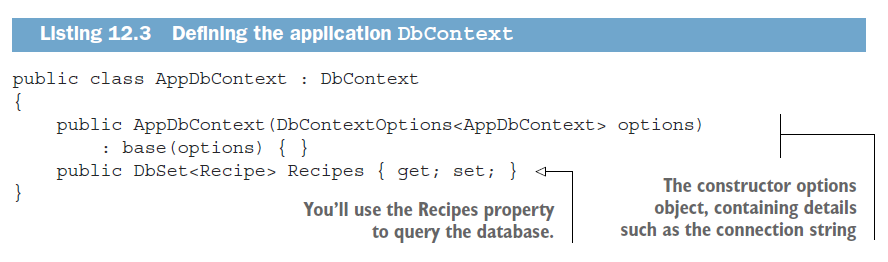 Listing 12.3 Defining the application DbContext
public class AppDbContext : DbContext
{
public AppDbContext(DbContextOptions<AppDbContext> options)
: base(options) { }
public DbSet<Recipe> Recipes { get; set; }
}
You'll use the Recipes property
to query the database.
The constructor options
object, containing details
such as the connection string